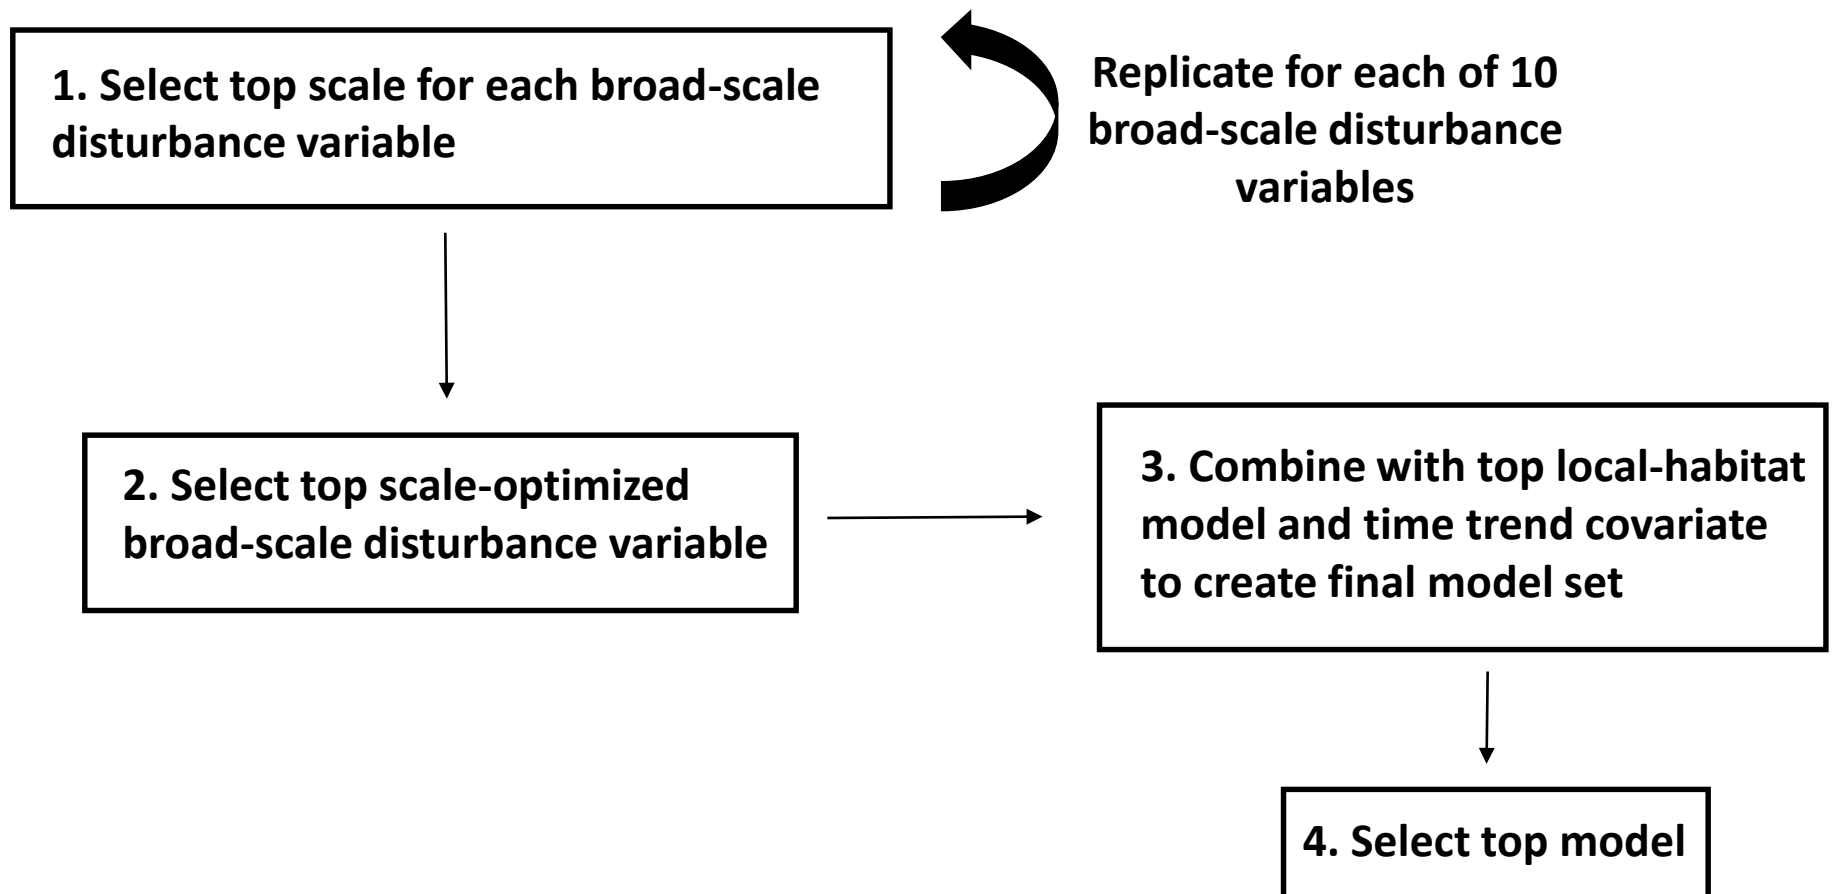 1. Select top scale for each broad-scale
disturbance variable
Replicate for each of 10
broad-scale disturbance
variables
2. Select top scale-optimized
broad-scale disturbance variable
3. Combine with top local-habitat
model and time trend covariate
to create final model set
4. Select top model